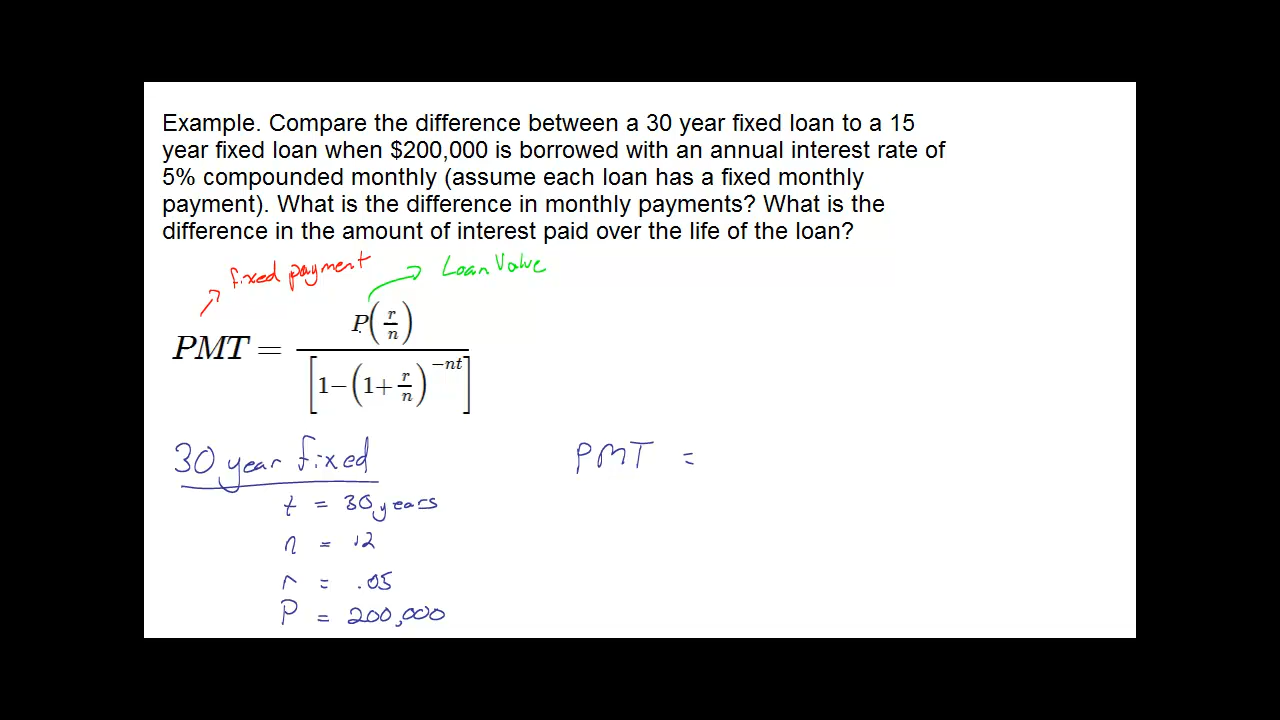 Example. Compare the difference between a 30 year fixed loan to a 15
year fixed loan when $200,000 is borrowed with an annual interest rate of
5% compounded monthly (assume each loan has a fixed monthly
payment). What is the difference in monthly payments? What is the
difference in the amount of interest paid over the life of the loan?
fixed payment
Loan Value
PMT = P(r/n) / [1-(1+r/n)^-nt]
30 year fixed
PMT =
t = 30 years
n = 12
r = .05
P = 200,000